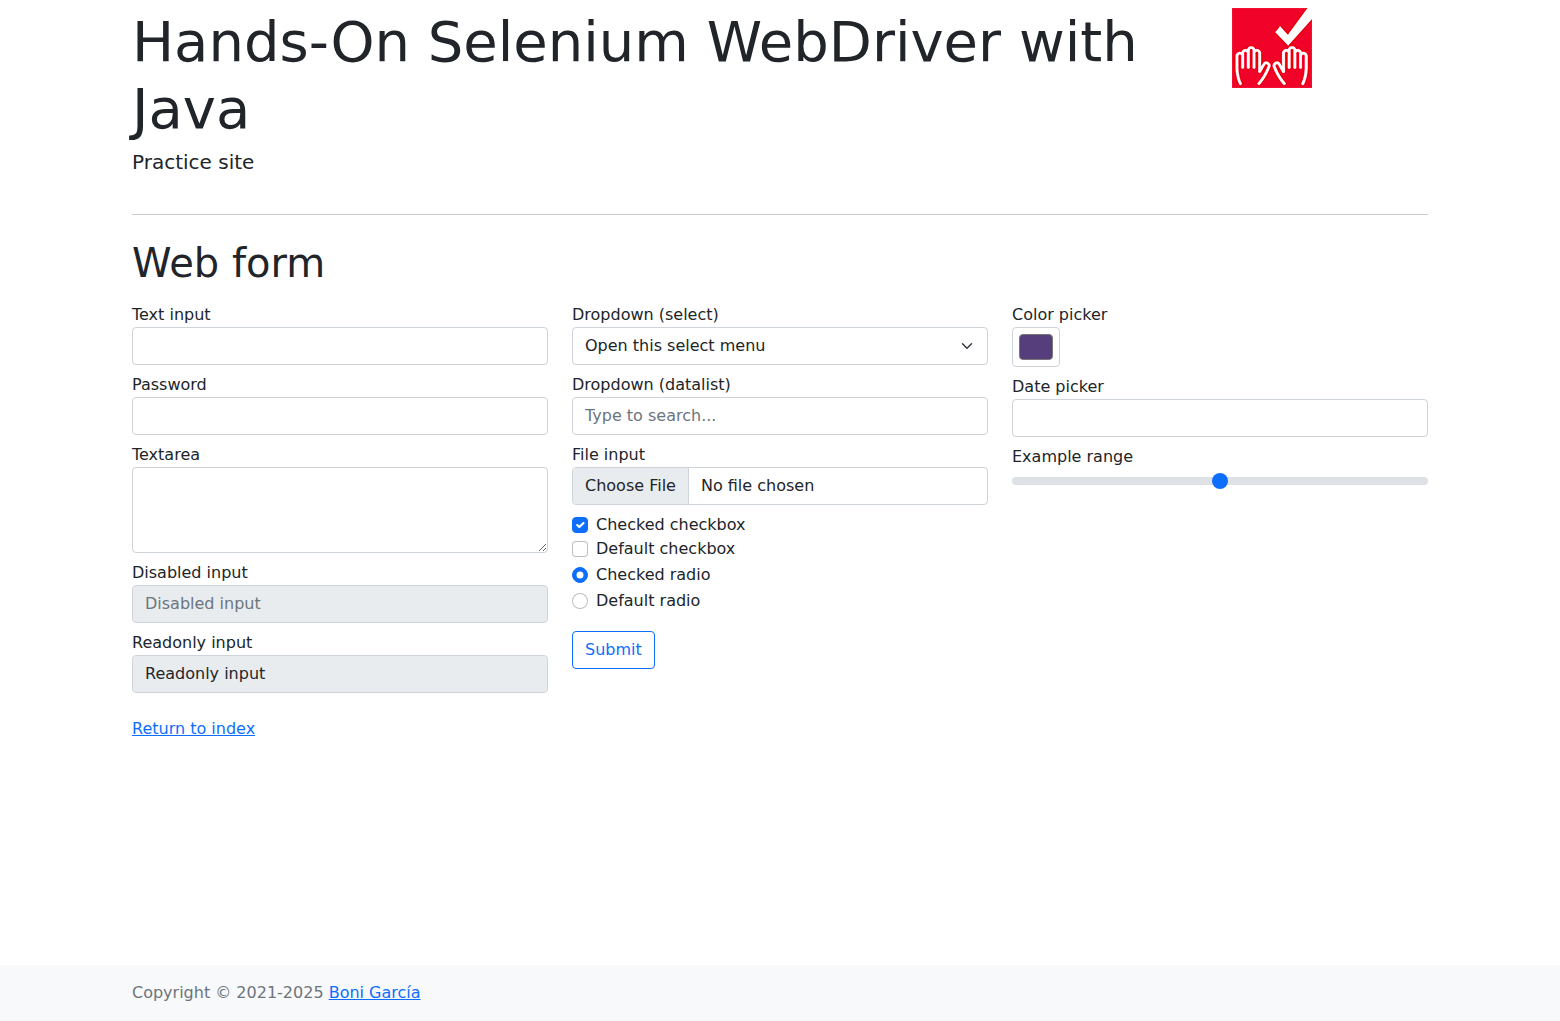 Hands-On Selenium WebDriver with
Java
Practice site
Web form
Text input
Password
Textarea
Disabled input
Disabled input
Readonly input
Readonly input
Dropdown (select)
Open this select menu
Dropdown (datalist)
Type to search...
File input
Choose File No file chosen
Checked checkbox
Default checkbox
Checked radio
Default radio
Submit
Color picker
Date picker
Example range
Return to index
Copyright © 2021-2025 Boni García